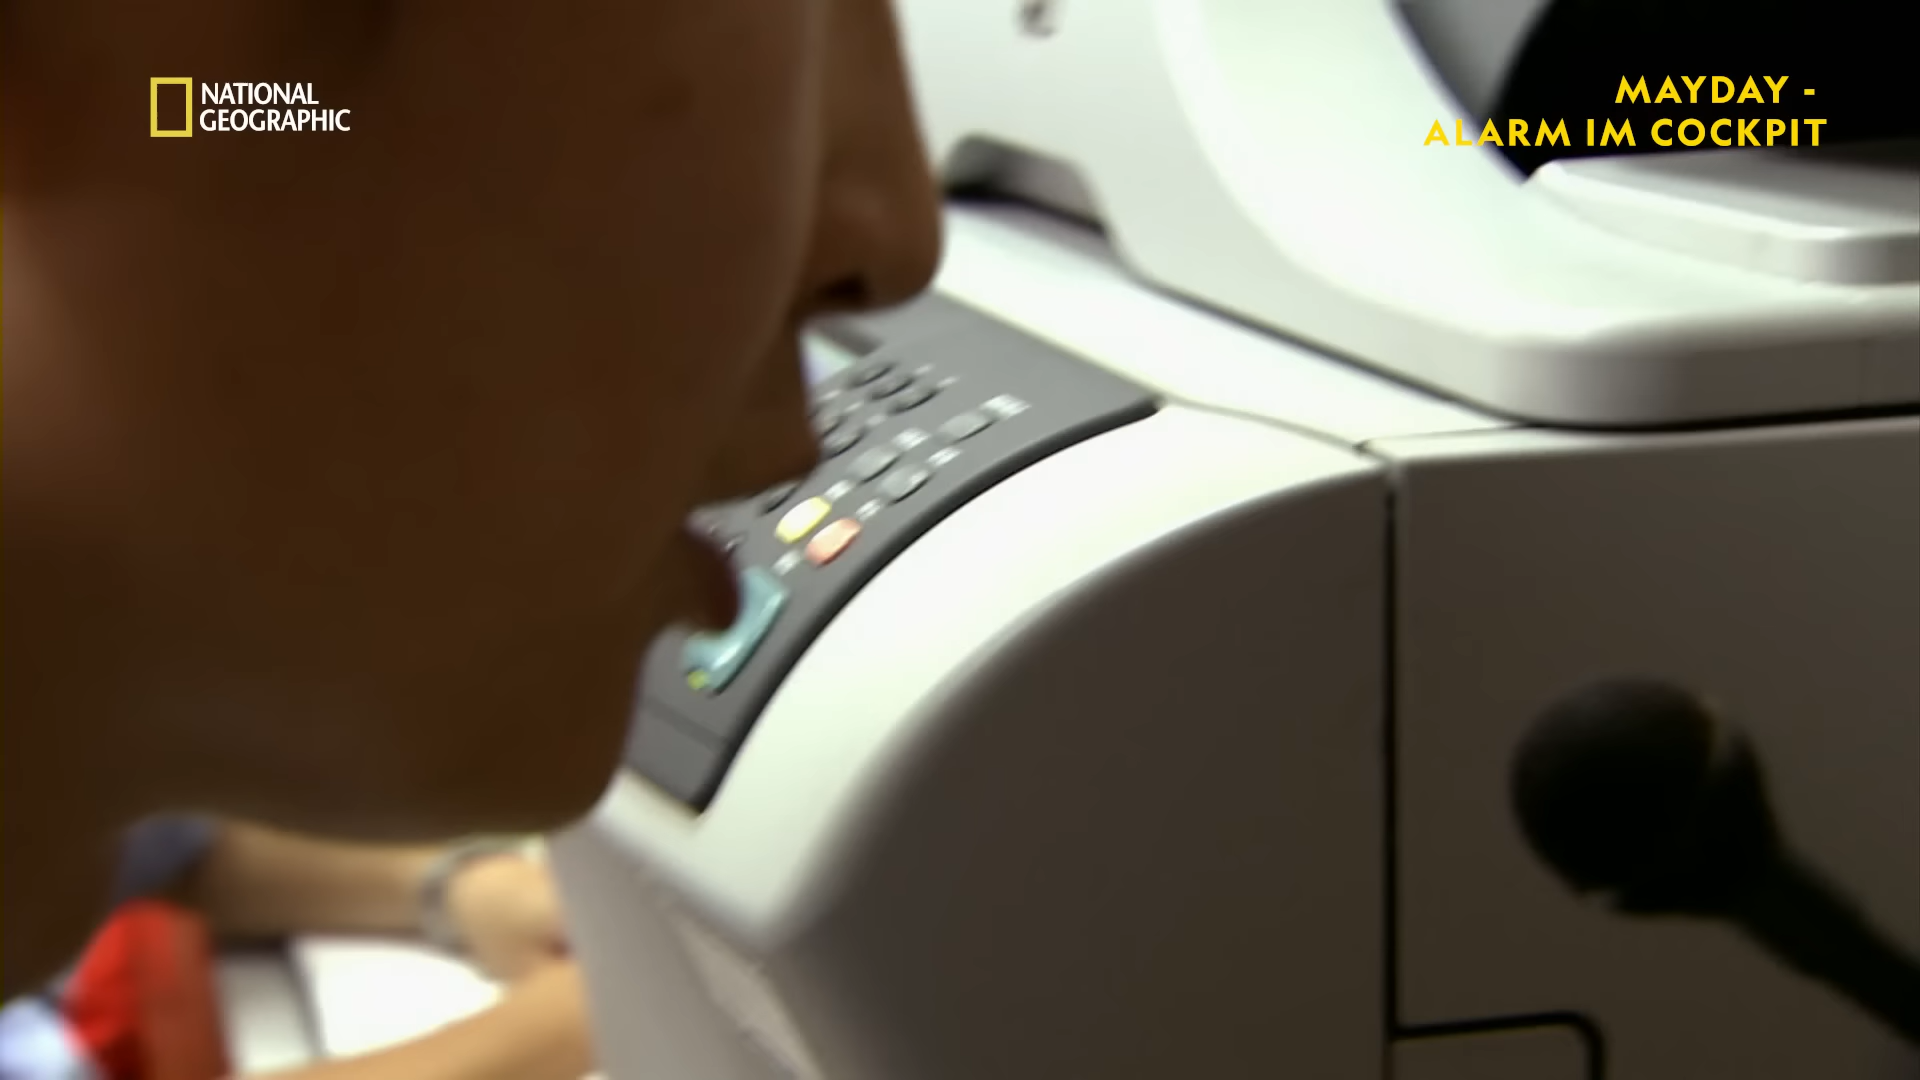 NATIONAL
GEOGRAPHIC
MAYDAY -
ALARM IM COCKPIT